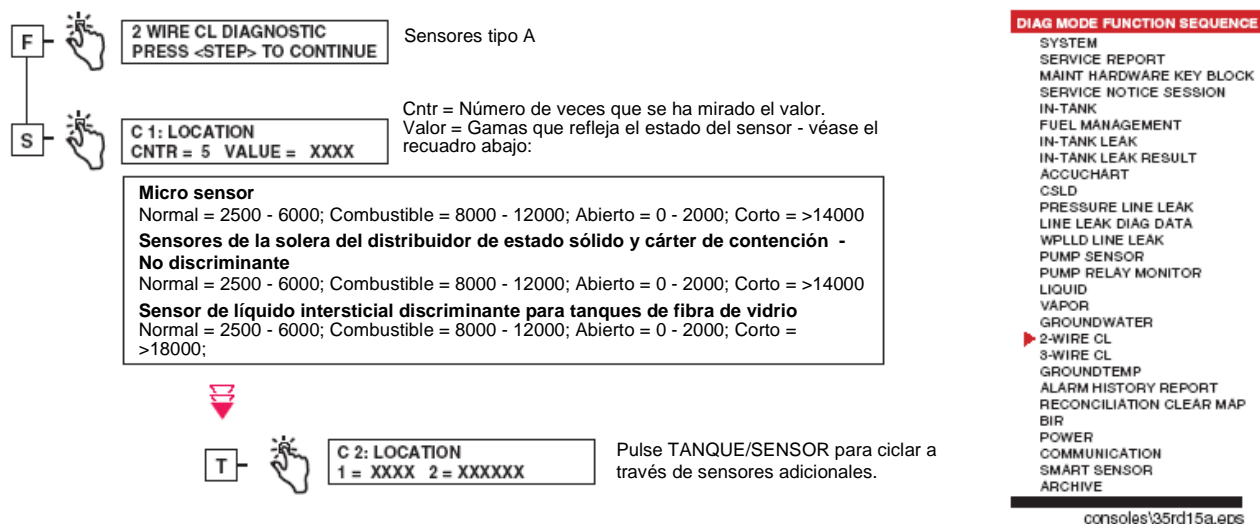 F
2 WIRE CL DIAGNOSTIC
PRESS <STEP> TO CONTINUE
Sensores tipo A
S
C 1: LOCATION
CNTR = 5 VALUE = XXXX
Cntr = Número de veces que se ha mirado el valor.
Valor = Gamas que refleja el estado del sensor - véase el
recuadro abajo:
Micro sensor
Normal = 2500 - 6000; Combustible = 8000 - 12000; Abierto = 0 - 2000; Corto = >14000
Sensores de la solera del distribuidor de estado sólido y cárter de contención -
No discriminante
Normal = 2500 - 6000; Combustible = 8000 - 12000; Abierto = 0 - 2000; Corto = >14000
Sensor de líquido intersticial discriminante para tanques de fibra de vidrio
Normal = 2500 - 6000; Combustible = 8000 - 12000; Abierto = 0 - 2000; Corto =
>18000;
T
C 2: LOCATION
1 = XXXX 2 = XXXXXX
Pulse TANQUE/SENSOR para ciclar a
través de sensores adicionales.
DIAG MODE FUNCTION SEQUENCE
SYSTEM
SERVICE REPORT
MAINT HARDWARE KEY BLOCK
SERVICE NOTICE SESSION
IN-TANK
FUEL MANAGEMENT
IN-TANK LEAK
IN-TANK LEAK RESULT
ACCUCHART
CSLD
PRESSURE LINE LEAK
LINE LEAK DIAG DATA
WPLLD LINE LEAK
PUMP SENSOR
PUMP RELAY MONITOR
LIQUID
VAPOR
GROUNDWATER
2-WIRE CL
3-WIRE CL
GROUNDTEMP
ALARM HISTORY REPORT
RECONCILIATION CLEAR MAP
BIR
POWER
COMMUNICATION
SMART SENSOR
ARCHIVE
consoles\35rd15a.eps